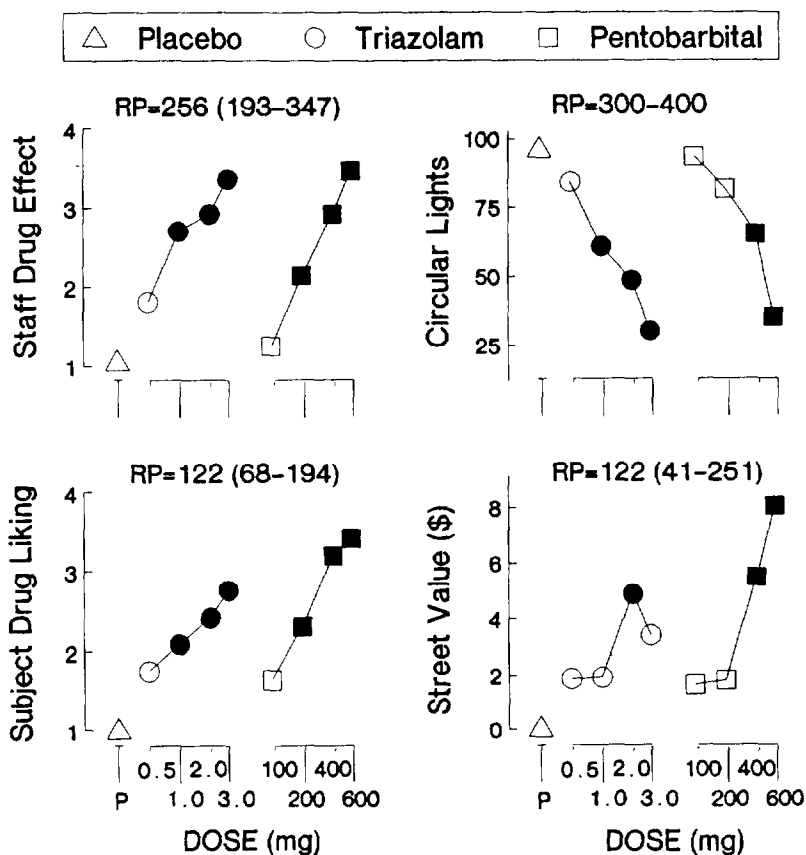 Placebo Triazolam Pentobarbital
RP=256 (193-347)
Staff Drug Effect
4
3
2
1
RP=300-400
Circular Lights
100
75
50
25
RP=122 (68-194)
Subject Drug Liking
4
3
2
1
P 0.5 1.0 2.0 3.0 100 200 400 600
DOSE (mg)
RP=122 (41-251)
Street Value ($)
8
6
4
2
0
P 0.5 1.0 2.0 3.0 100 200 400 600
DOSE (mg)